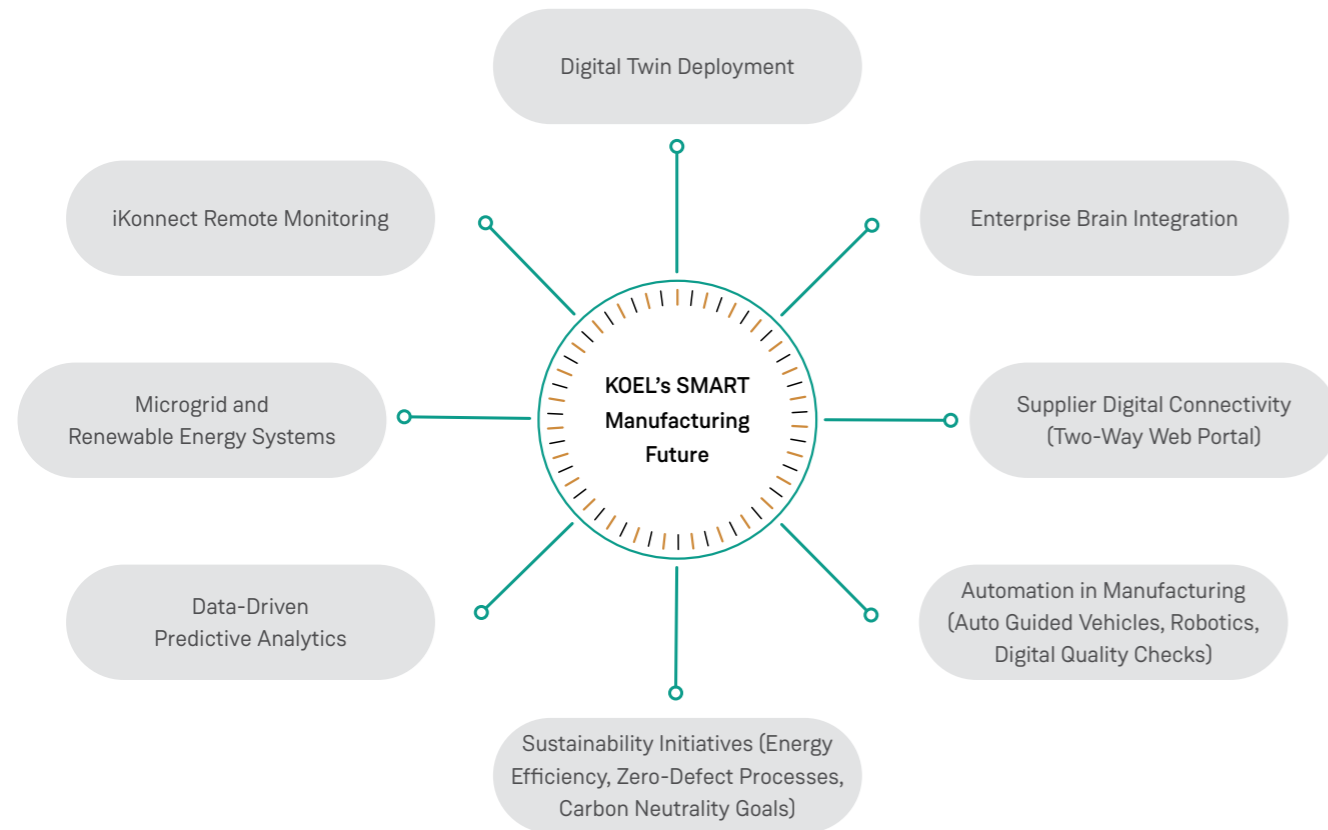 Digital Twin Deployment
iKonnect Remote Monitoring
Enterprise Brain Integration
KOEL's SMART
Manufacturing
Future
Microgrid and
Renewable Energy Systems
Supplier Digital Connectivity
(Two-Way Web Portal)
Data-Driven
Predictive Analytics
Automation in Manufacturing
(Auto Guided Vehicles, Robotics,
Digital Quality Checks)
Sustainability Initiatives (Energy
Efficiency, Zero-Defect Processes,
Carbon Neutrality Goals)